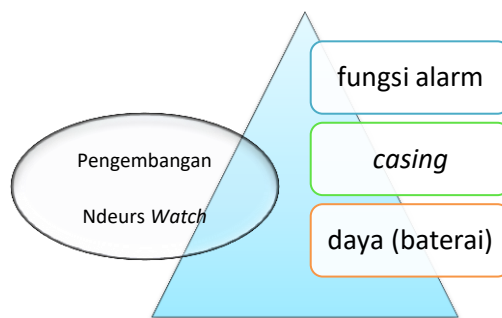 Pengembangan
Ndeurs Watch
fungsi alarm
casing
daya (baterai)